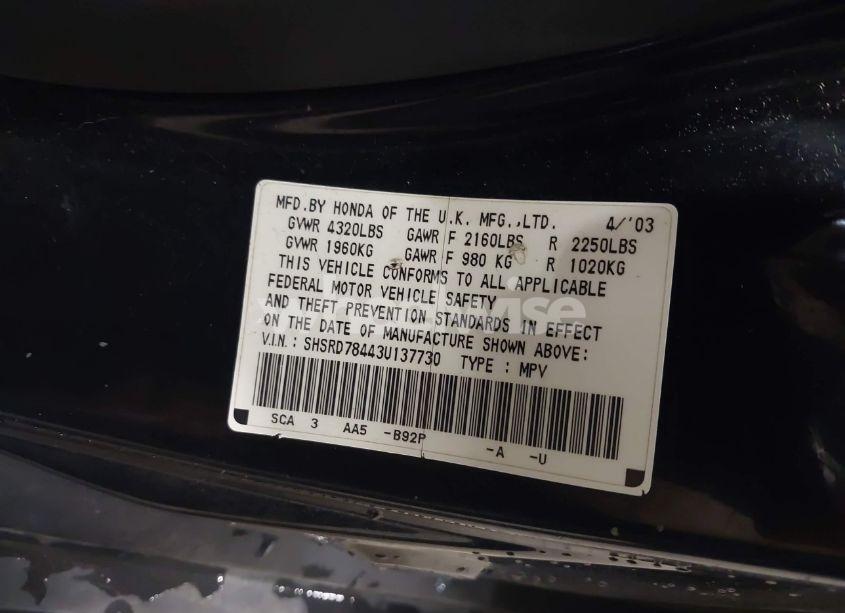 MFD.BY HONDA OF THE U.K. MFG.,LTD. 4/'03
GVWR 4320LBS GAWR F 2160LBS R 2250LBS
GVWR 1960KG GAWR F 980 KG R 1020KG
THIS VEHICLE CONFORMS TO ALL APPLICABLE
FEDERAL MOTOR VEHICLE SAFETY
AND THEFT PREVENTION STANDARDS IN EFFECT
ON THE DATE OF MANUFACTURE SHOWN ABOVE:
V.I.N.: SHSRD78443U137730 TYPE : MPV
SCA 3 AA5 -B92P -A -U